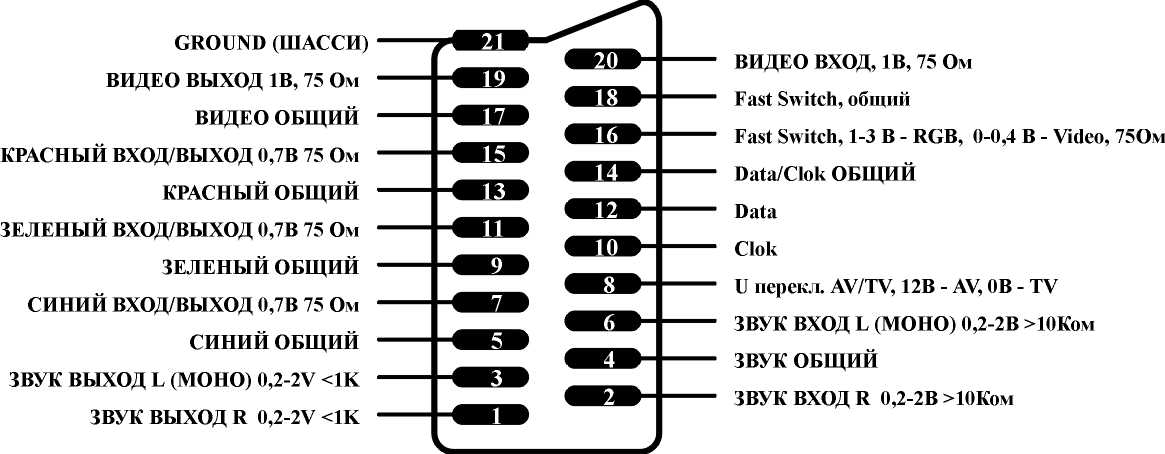 GROUND (ШАССИ) 21
20 ВИДЕО ВХОД, 1В, 75 Ом
ВИДЕО ВЫХОД 1В, 75 Ом 19
18 Fast Switch, общий
ВИДЕО ОБЩИЙ 17
16 Fast Switch, 1-3 В - RGB, 0-0,4 В - Video, 75Ом
КРАСНЫЙ ВХОД/ВЫХОД 0,7В 75 Ом 15
14 Data/Clok ОБЩИЙ
КРАСНЫЙ ОБЩИЙ 13
12 Data
ЗЕЛЕНЫЙ ВХОД/ВЫХОД 0,7В 75 Ом 11
10 Clok
ЗЕЛЕНЫЙ ОБЩИЙ 9
8 U перекл. AV/TV, 12В - AV, 0В - TV
СИНИЙ ВХОД/ВЫХОД 0,7В 75 Ом 7
6 ЗВУК ВХОД L (МОНО) 0,2-2В >10Ком
СИНИЙ ОБЩИЙ 5
4 ЗВУК ОБЩИЙ
ЗВУК ВЫХОД L (МОНО) 0,2-2V <1K 3
2 ЗВУК ВХОД R 0,2-2В >10Ком
ЗВУК ВЫХОД R 0,2-2V <1K 1